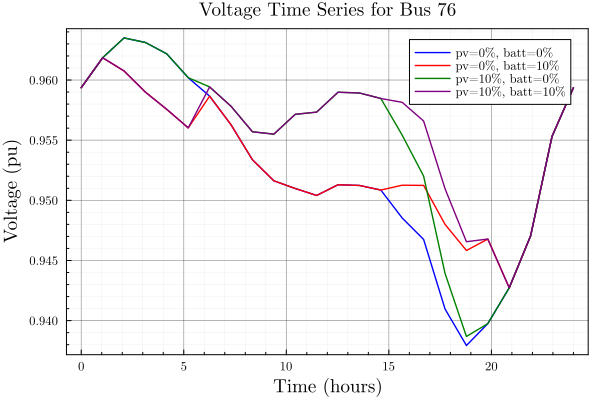 Voltage Time Series for Bus 76
pv=0%, batt=0%
pv=0%, batt=10%
pv=10%, batt=0%
pv=10%, batt=10%
0.960
0.955
0.950
0.945
0.940
Voltage (pu)
0 5 10 15 20
Time (hours)